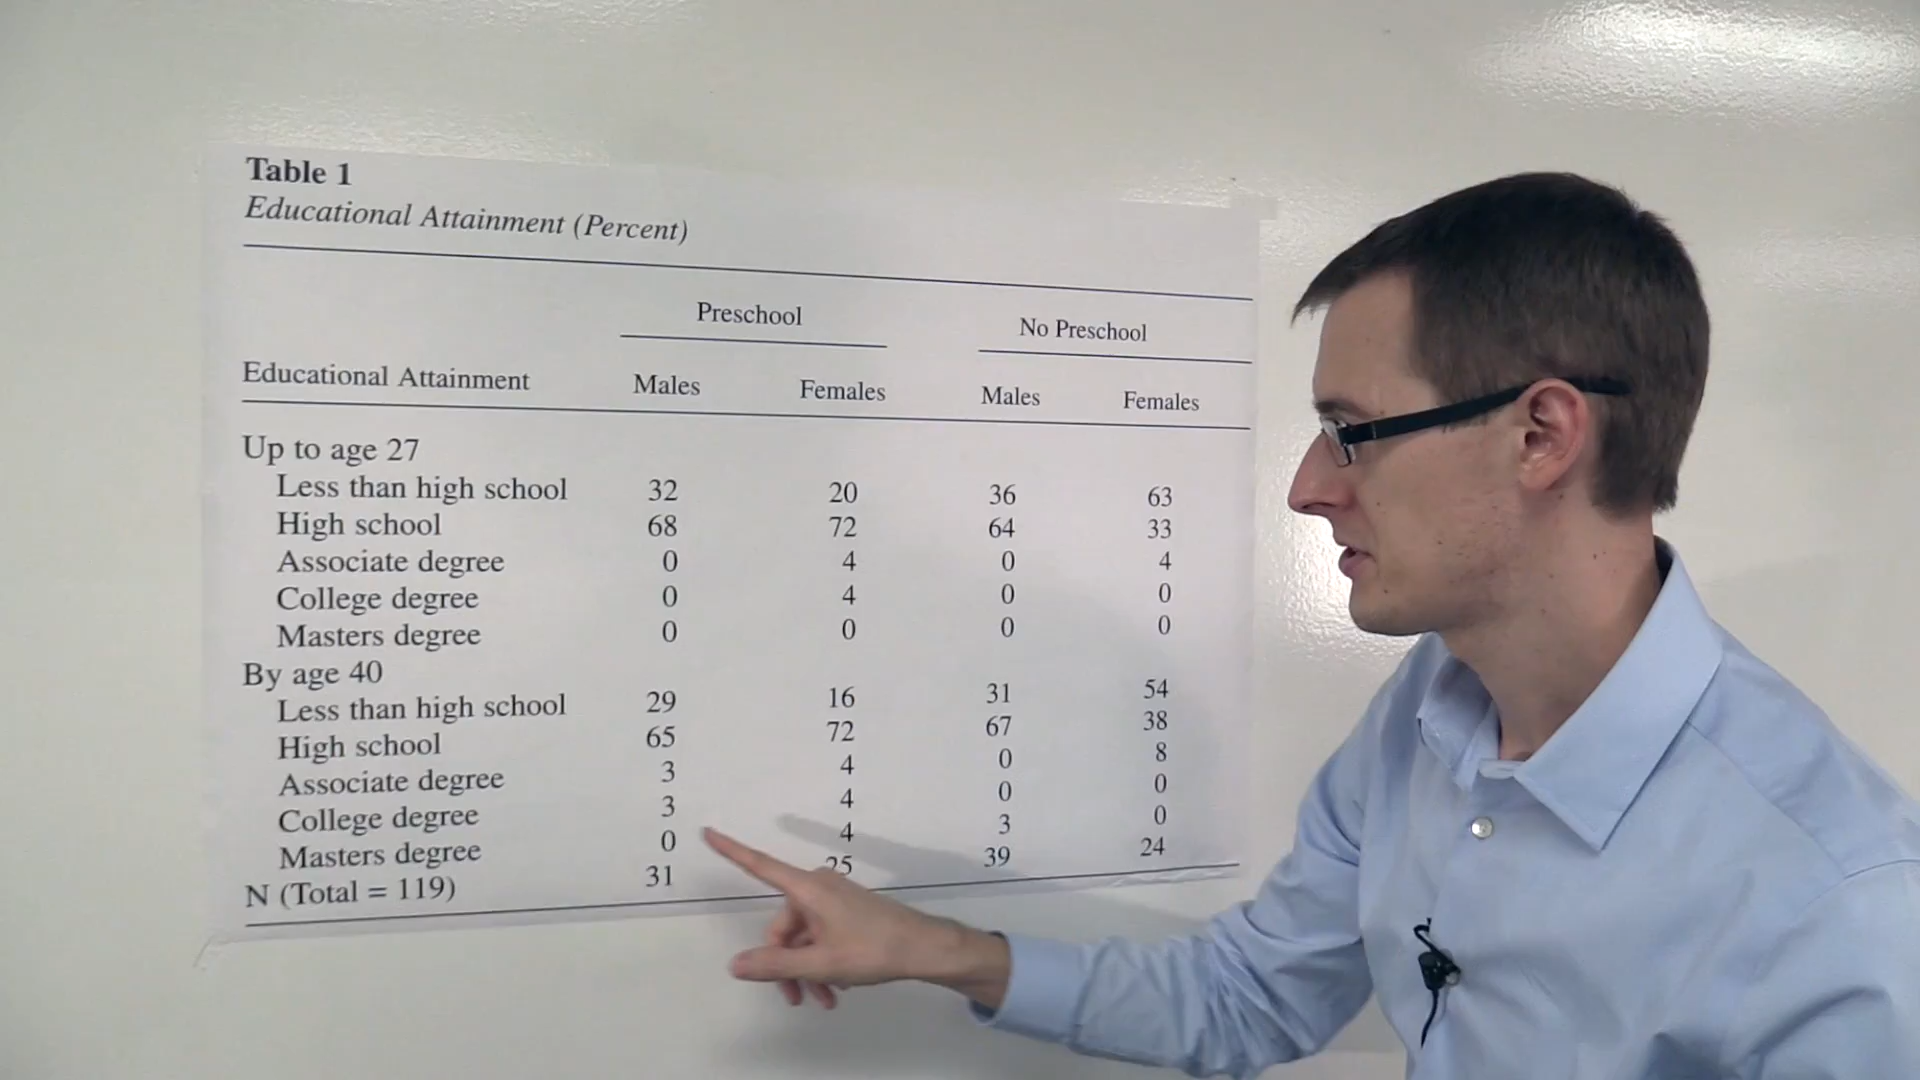 Table 1
Educational Attainment (Percent)
Preschool No Preschool
Educational Attainment Males Females Males Females
Up to age 27
Less than high school 32 20 36 63
High school 68 72 64 33
Associate degree 0 4 0 4
College degree 0 4 0 0
Masters degree 0 0 0 0
By age 40
Less than high school 29 16 31 54
High school 65 72 67 38
Associate degree 3 4 0 8
College degree 3 4 0 0
Masters degree 0 4 3 0
N (Total = 119) 31 25 39 24